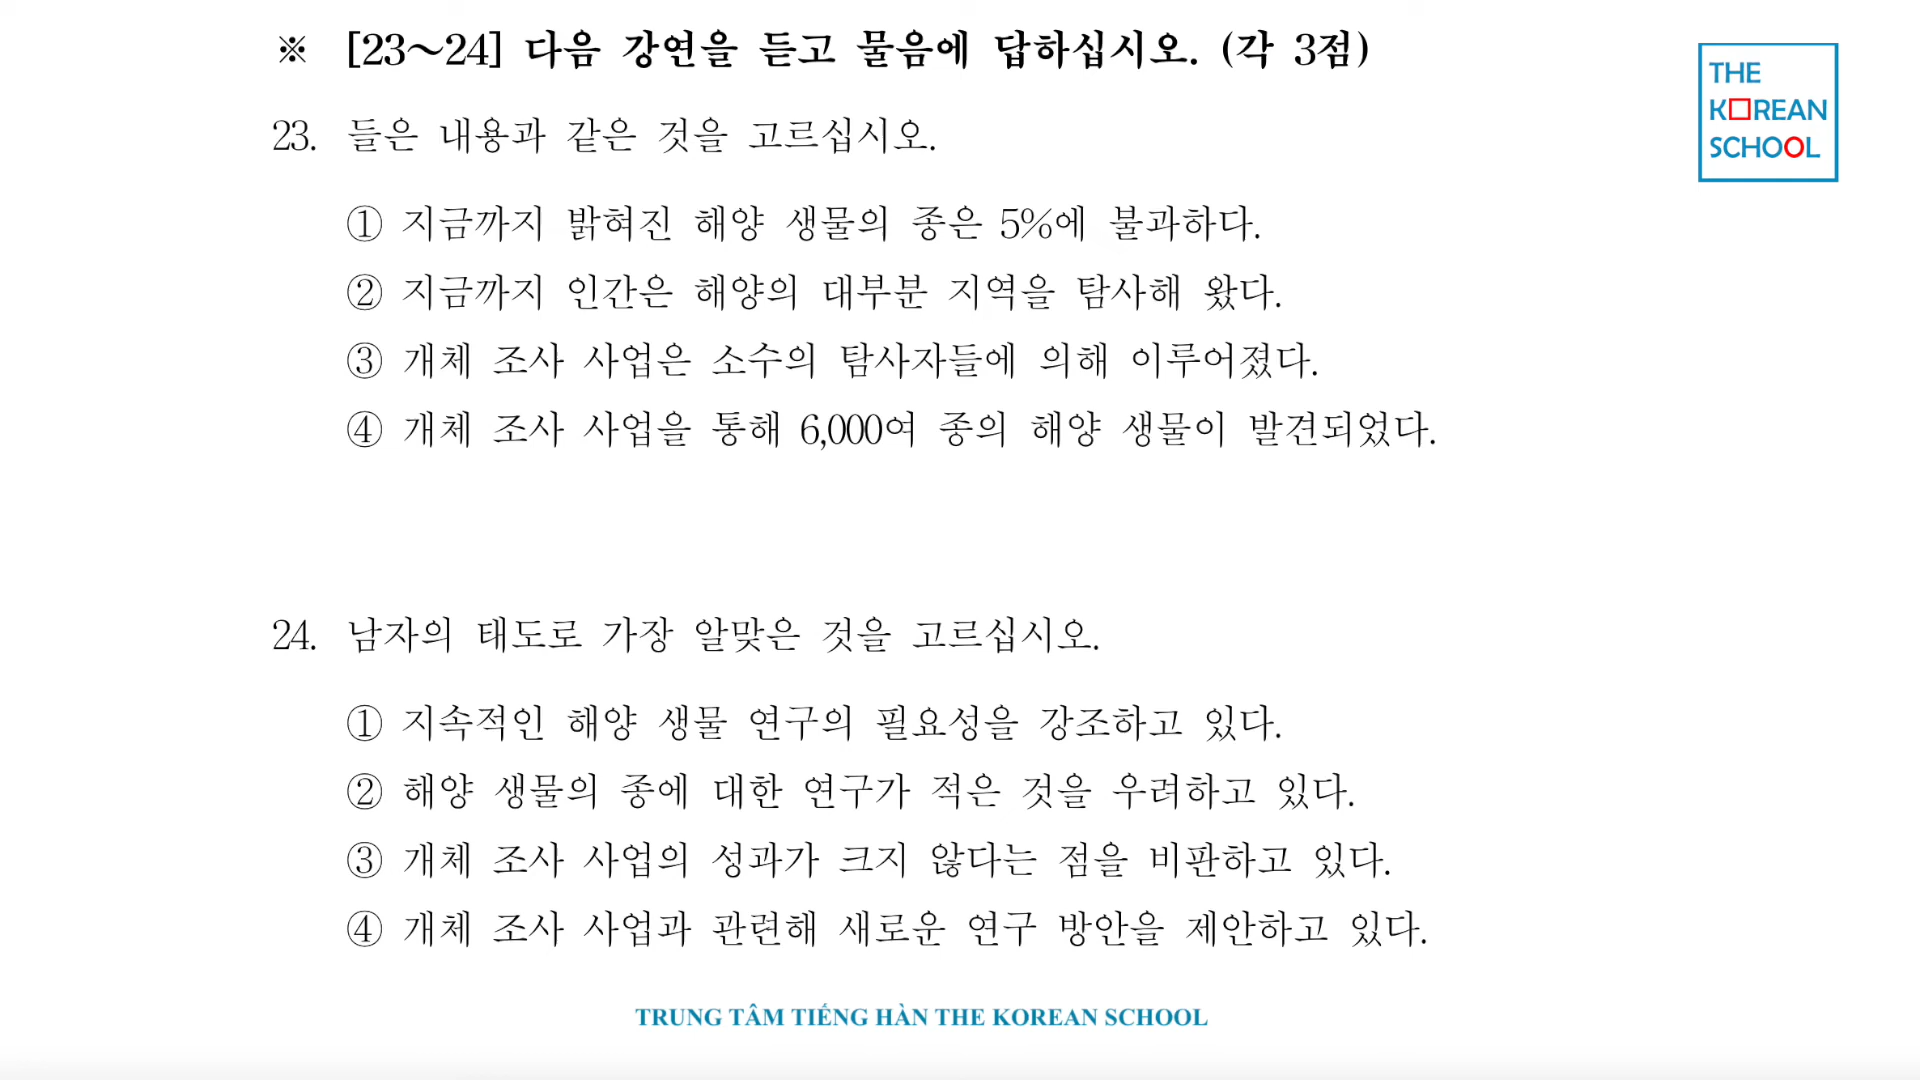 ※ [23~24] 다음 강연을 듣고 물음에 답하십시오. (각 3점)
THE
KOREAN
SCHOOL
23. 들은 내용과 같은 것을 고르십시오.
① 지금까지 밝혀진 해양 생물의 종은 5%에 불과하다.
② 지금까지 인간은 해양의 대부분 지역을 탐사해 왔다.
③ 개체 조사 사업은 소수의 탐사자들에 의해 이루어졌다.
④ 개체 조사 사업을 통해 6,000여 종의 해양 생물이 발견되었다.
24. 남자의 태도로 가장 알맞은 것을 고르십시오.
① 지속적인 해양 생물 연구의 필요성을 강조하고 있다.
② 해양 생물의 종에 대한 연구가 적은 것을 우려하고 있다.
③ 개체 조사 사업의 성과가 크지 않다는 점을 비판하고 있다.
④ 개체 조사 사업과 관련해 새로운 연구 방안을 제안하고 있다.
TRUNG TÂM TIẾNG HÀN THE KOREAN SCHOOL